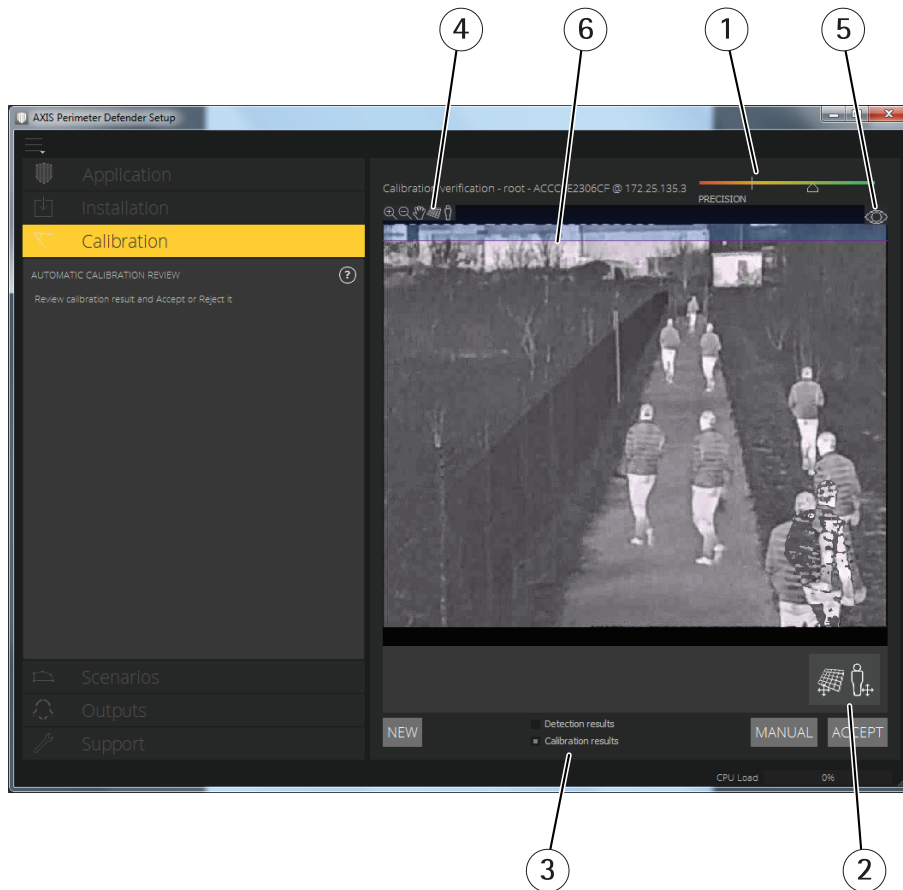 4
6
1
5
AXIS Perimeter Defender Setup
Application
Installation
Calibration
AUTOMATIC CALIBRATION REVIEW
?
Review calibration result and Accept or Reject it
Scenarios
Outputs
Support
Calibration verification - root - ACCC8E2306CF @ 172.25.135.3
PRECISION
NEW
Detection results
Calibration results
MANUAL
ACCEPT
CPU Load
0%
3
2